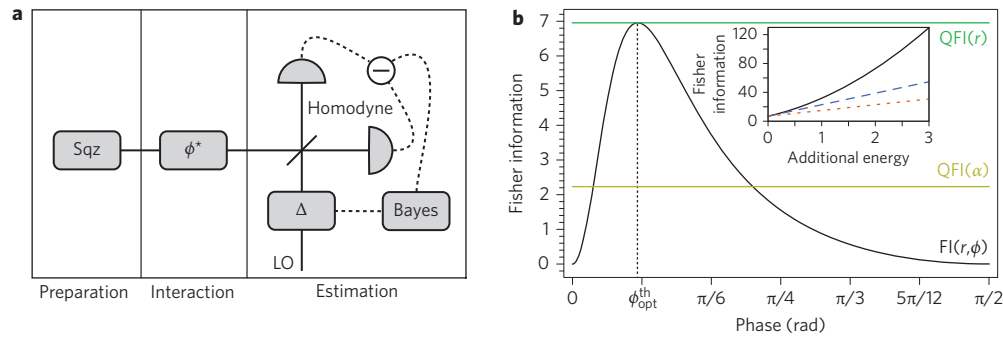 a
Sqz
ϕ*
Homodyne
−
Δ
Bayes
LO
Preparation
Interaction
Estimation
b
Fisher information
7
6
5
4
3
2
1
0
0
ϕ th opt
π/6
π/4
π/3
5π/12
π/2
Phase (rad)
QFI(r)
QFI(α)
FI(r,ϕ)
Fisher
information
120
80
40
0
0
1
2
3
Additional energy